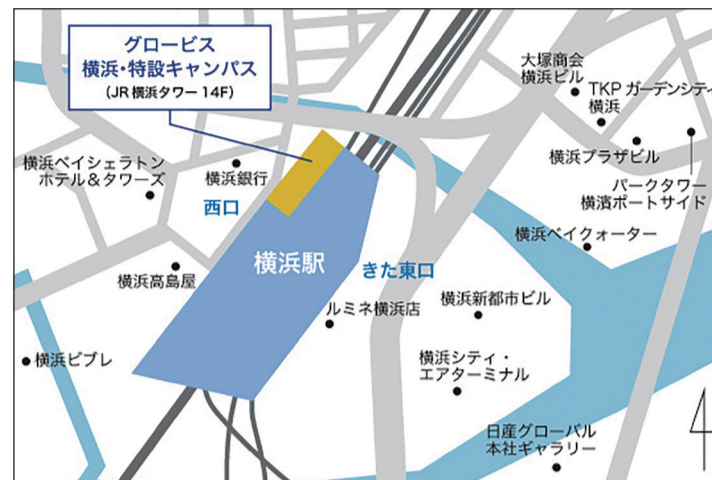 グロービス
横浜・特設キャンパス
（JR 横浜タワー 14F）
大塚商会
横浜ビル
TKP ガーデンシティ
横浜
横浜プラザビル
パークタワー
横濱ポートサイド
横浜ベイシェラトン
ホテル＆タワーズ
横浜銀行
西口
横浜ベイクォーター
横浜駅
きた東口
横浜高島屋
ルミネ横浜店
横浜新都市ビル
横浜ビブレ
横浜シティ・
エアターミナル
日産グローバル
本社ギャラリー